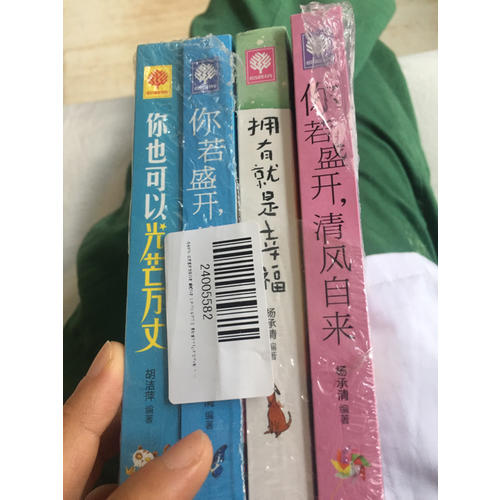 你也可以光芒万丈
胡洁萍 编著
你若盛开,
24005582
拥有就是幸福
杨承清 编著
你若盛开,清风自来
杨承清 编著